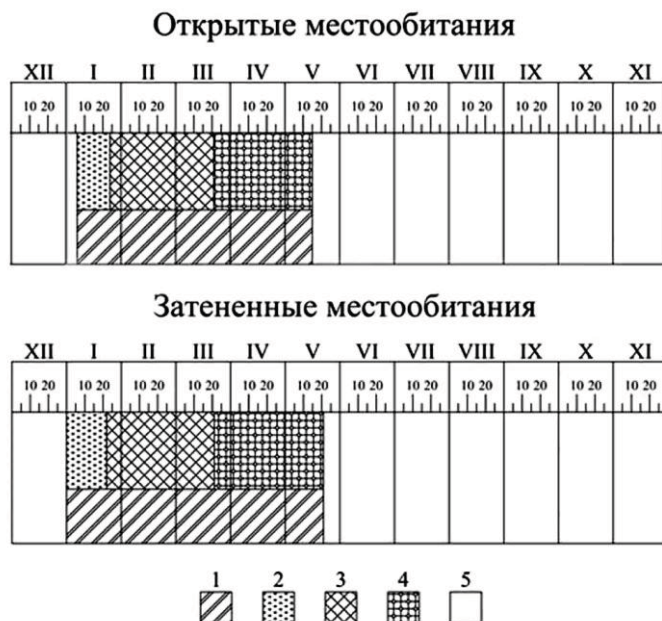 Открытые местообитания
XII I II III IV V VI VII VIII IX X XI
10 20 10 20 10 20 10 20 10 20 10 20 10 20 10 20 10 20 10 20 10 20 10 20
Затененные местообитания
XII I II III IV V VI VII VIII IX X XI
10 20 10 20 10 20 10 20 10 20 10 20 10 20 10 20 10 20 10 20 10 20 10 20
1 2 3 4 5